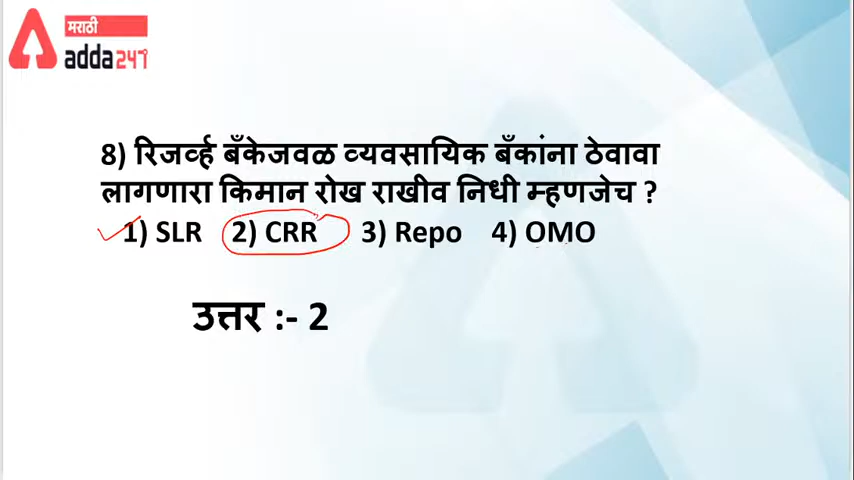 मराठी
adda247
8) रिजर्व्ह बँकेजवळ व्यवसायिक बँकांना ठेवावा
लागणारा किमान रोख राखीव निधी म्हणजेच ?
1) SLR 2) CRR 3) Repo 4) OMO
उत्तर :- 2